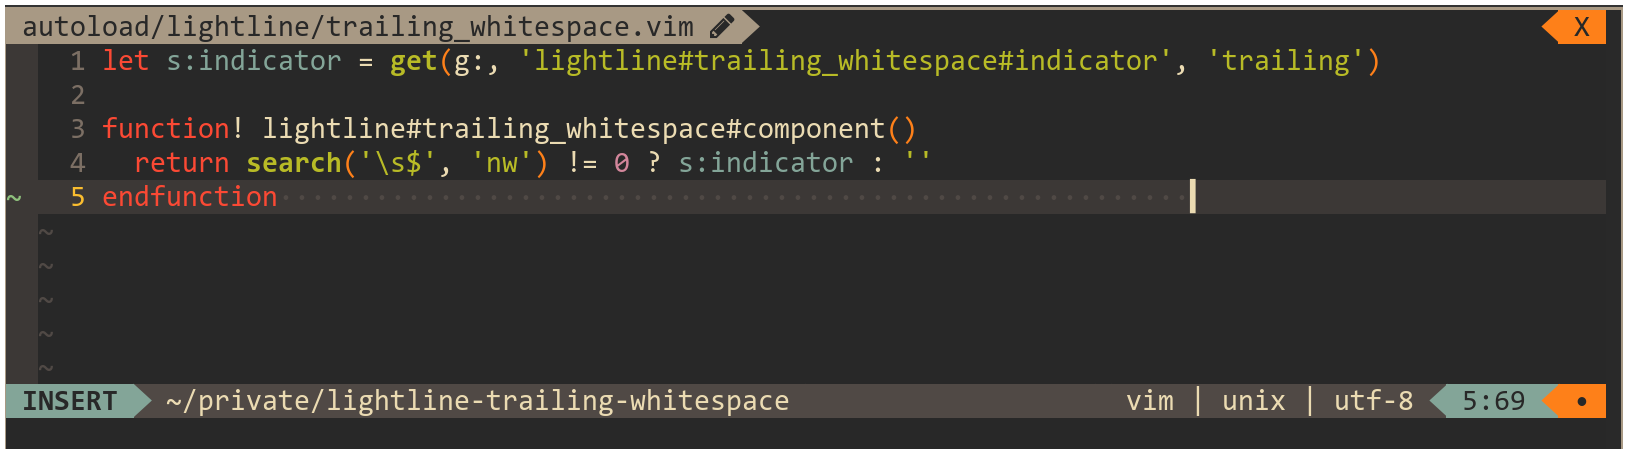 autoload/lightline/trailing_whitespace.vim X
1 let s:indicator = get(g:, 'lightline#trailing_whitespace#indicator', 'trailing')
2
3 function! lightline#trailing_whitespace#component()
4   return search('\s$', 'nw') != 0 ? s:indicator : ''
~ 5 endfunction··························································
~
~
~
~
~
INSERT ~/private/lightline-trailing-whitespace vim | unix | utf-8 5:69 •